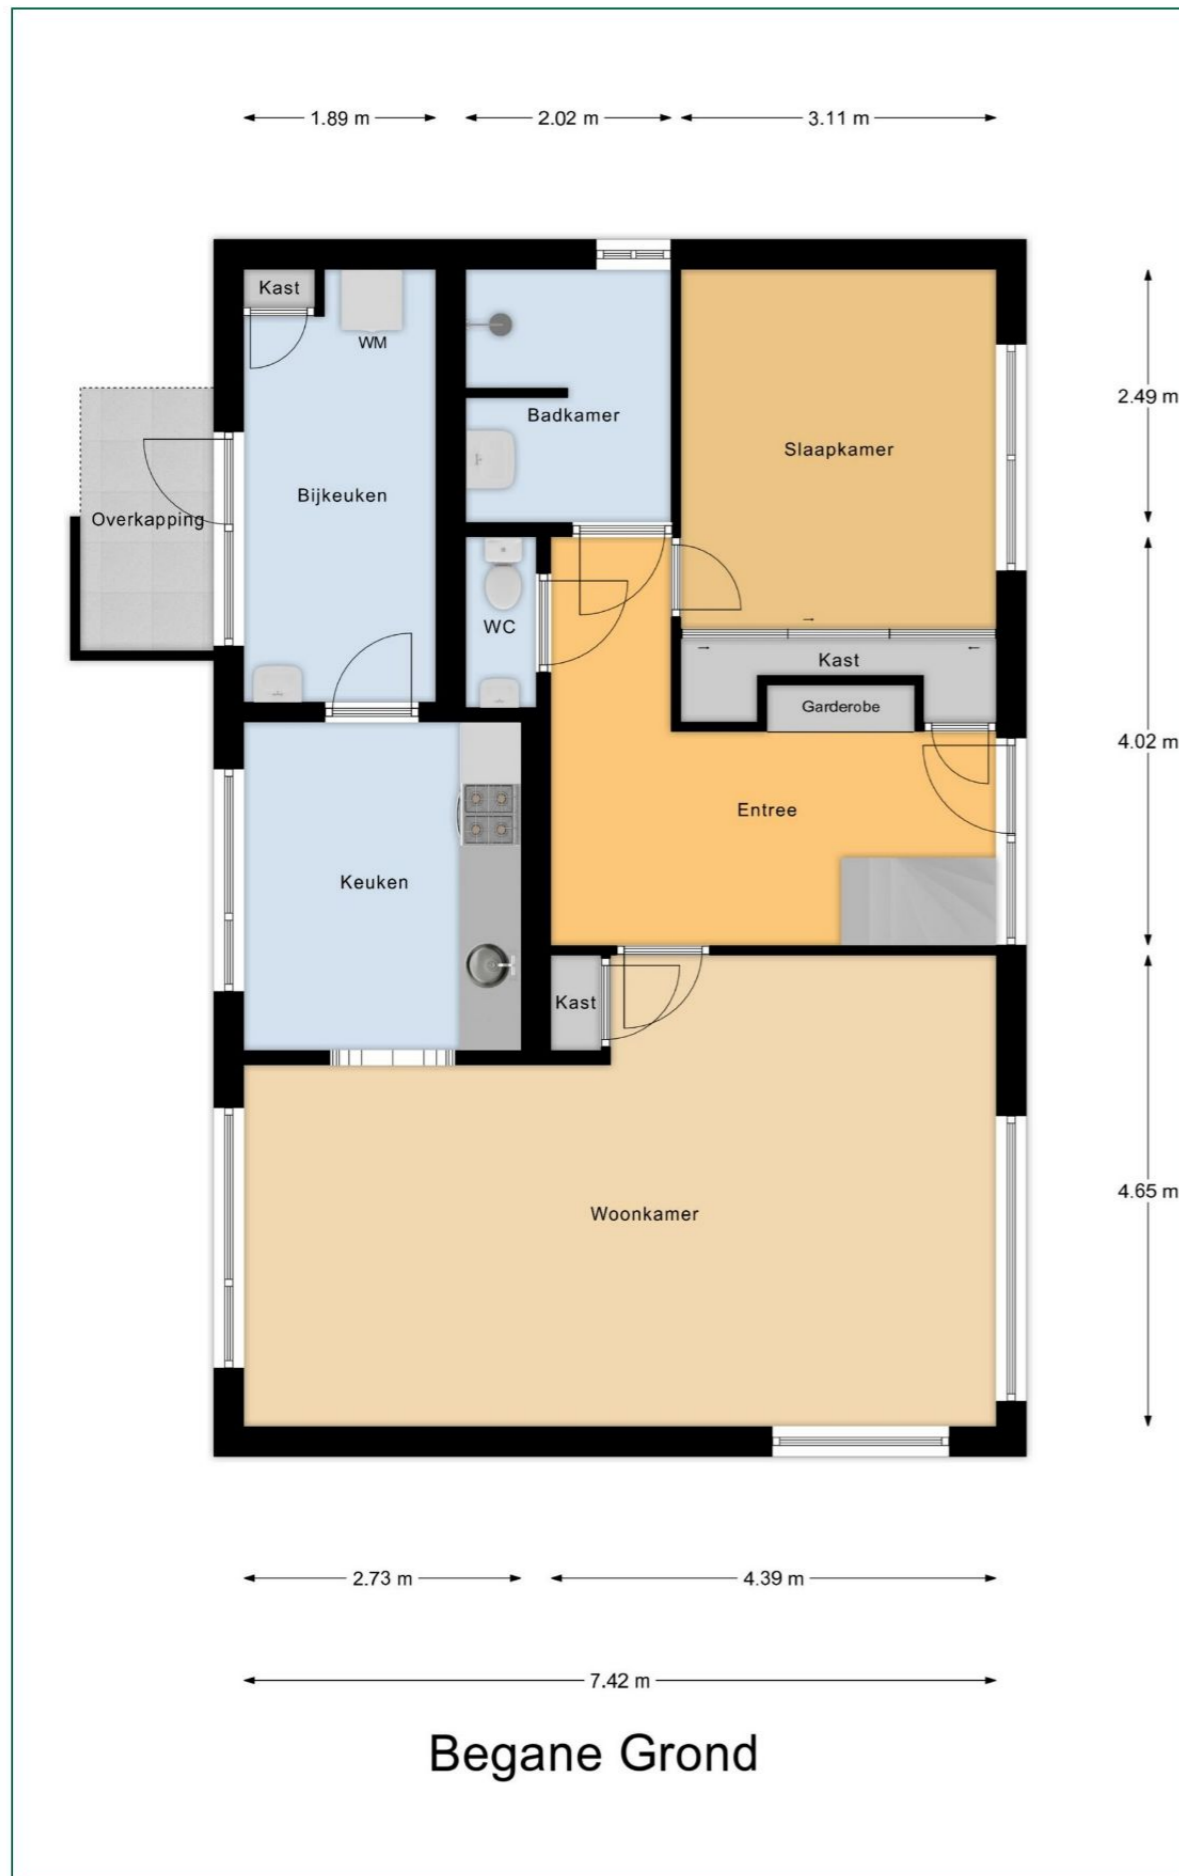 1.89 m
2.02 m
3.11 m
Kast
WM
2.49 m
Badkamer
Slaapkamer
Bijkeuken
Overkapping
WC
Kast
Garderobe
4.02 m
Entree
Keuken
Kast
4.65 m
Woonkamer
2.73 m
4.39 m
7.42 m
Begane Grond